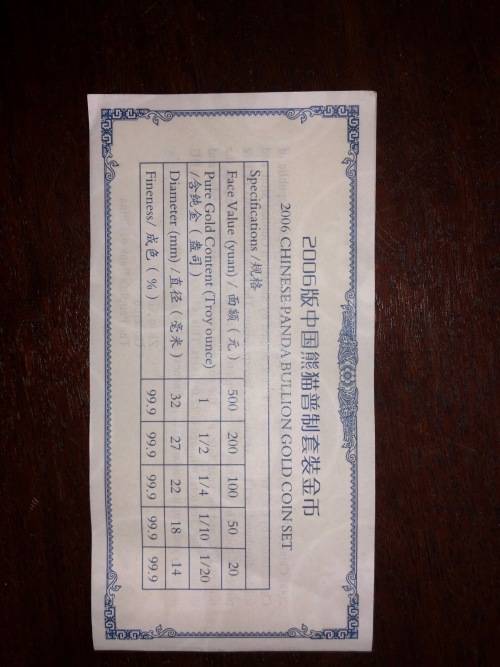 2006版中国熊猫普制套装金币
2006 CHINESE PANDA BULLION GOLD COIN SET
Specifications /规格
Face Value (yuan) / 面额（元） 500 200 100 50 20
Pure Gold Content (Troy ounce) 1 1/2 1/4 1/10 1/20
/含纯金（盎司）
Diameter (mm) /直径（毫米） 32 27 22 18 14
Fineness/ 成色（%） 99.9 99.9 99.9 99.9 99.9